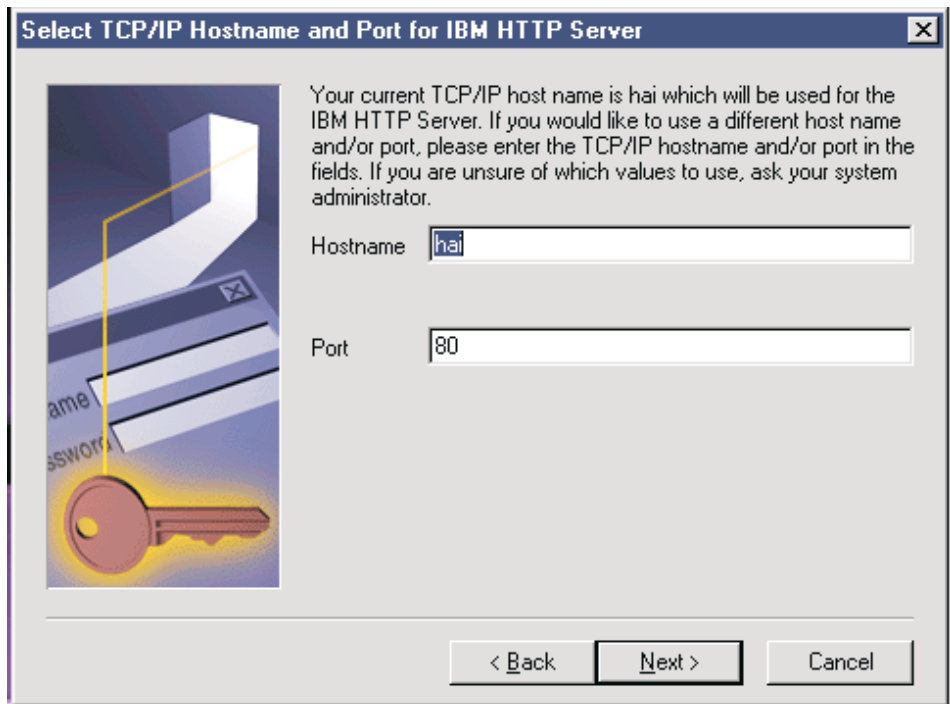 Select TCP/IP Hostname and Port for IBM HTTP Server
Your current TCP/IP host name is hai which will be used for the
IBM HTTP Server. If you would like to use a different host name
and/or port, please enter the TCP/IP hostname and/or port in the
fields. If you are unsure of which values to use, ask your system
administrator.
Hostname hai
Port 80
ame
ssword
< Back Next > Cancel